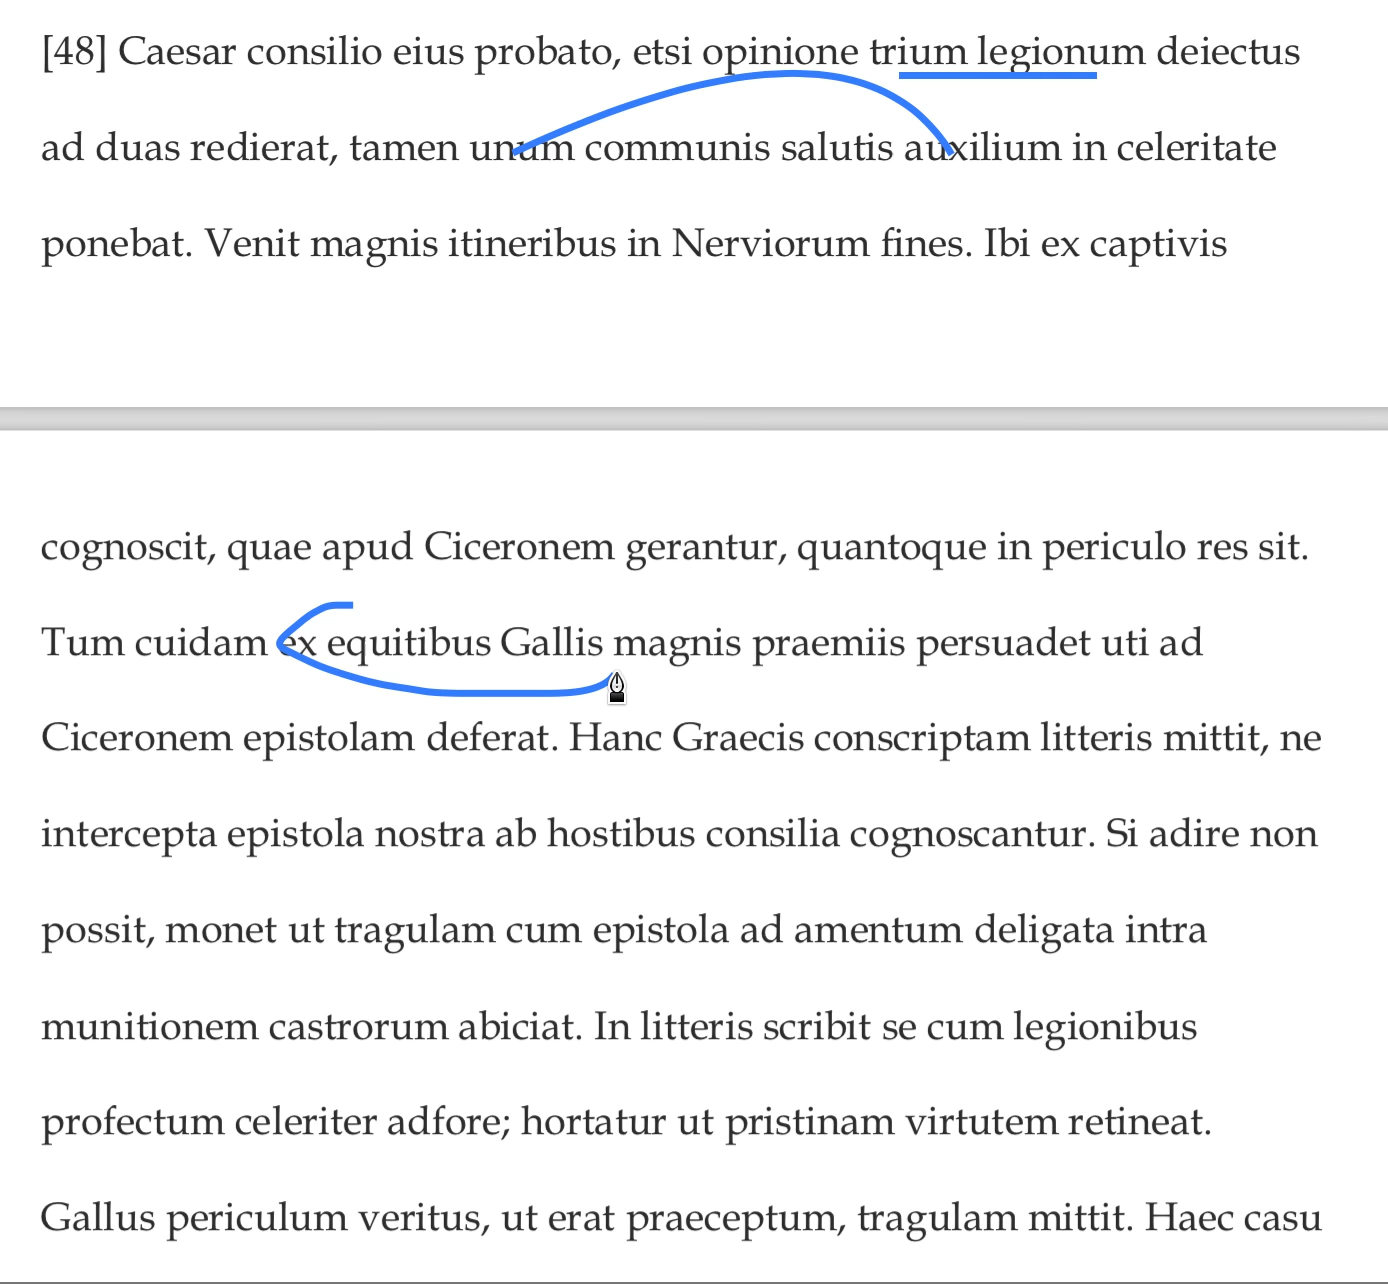 [48] Caesar consilio eius probato, etsi opinione trium legionum deiectus
ad duas redierat, tamen unum communis salutis auxilium in celeritate
ponebat. Venit magnis itineribus in Nerviorum fines. Ibi ex captivis
cognoscit, quae apud Ciceronem gerantur, quantoque in periculo res sit.
Tum cuidam ex equitibus Gallis magnis praemiis persuadet uti ad
Ciceronem epistolam deferat. Hanc Graecis conscriptam litteris mittit, ne
intercepta epistola nostra ab hostibus consilia cognoscantur. Si adire non
possit, monet ut tragulam cum epistola ad amentum deligata intra
munitionem castrorum abiciat. In litteris scribit se cum legionibus
profectum celeriter adfore; hortatur ut pristinam virtutem retineat.
Gallus periculum veritus, ut erat praeceptum, tragulam mittit. Haec casu